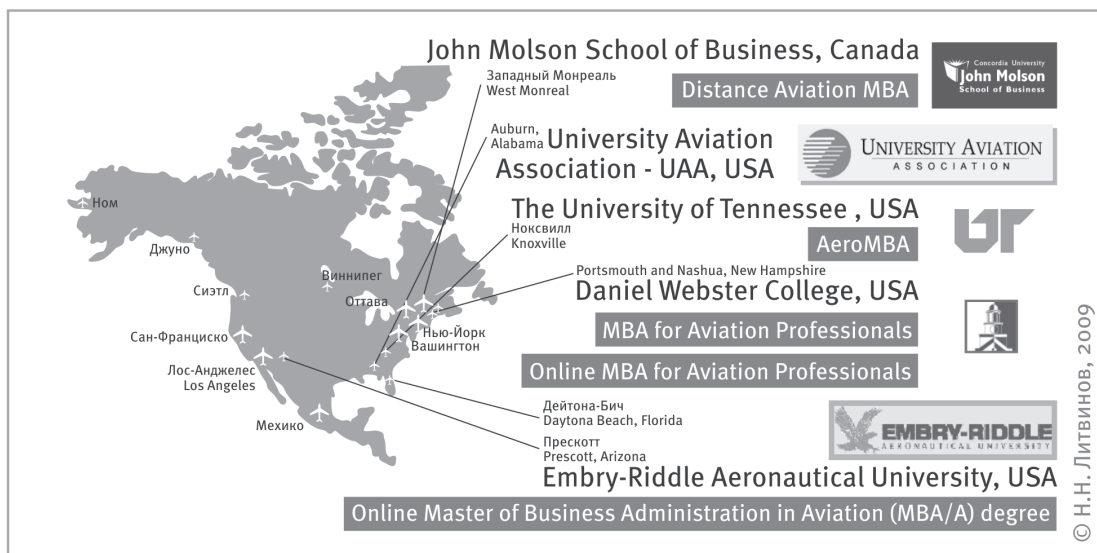 John Molson School of Business, Canada
Западный Монреаль
West Monreal
Distance Aviation MBA
Concordia University
John Molson
School of Business
Auburn,
Alabama
University Aviation
Association - UAA, USA
UNIVERSITY AVIATION
ASSOCIATION
The University of Tennessee , USA
Ноксвилл
Knoxville
AeroMBA
UT
Portsmouth and Nashua, New Hampshire
Daniel Webster College, USA
MBA for Aviation Professionals
Online MBA for Aviation Professionals
Ном
Джуно
Виннипег
Сиэтл
Оттава
Сан-Франциско
Нью-Йорк
Вашингтон
Лос-Анджелес
Los Angeles
Мехико
Дейтона-Бич
Daytona Beach, Florida
Прескотт
Prescott, Arizona
EMBRY-RIDDLE
AERONAUTICAL UNIVERSITY
Embry-Riddle Aeronautical University, USA
Online Master of Business Administration in Aviation (MBA/A) degree
© Н.Н. Литвинов, 2009